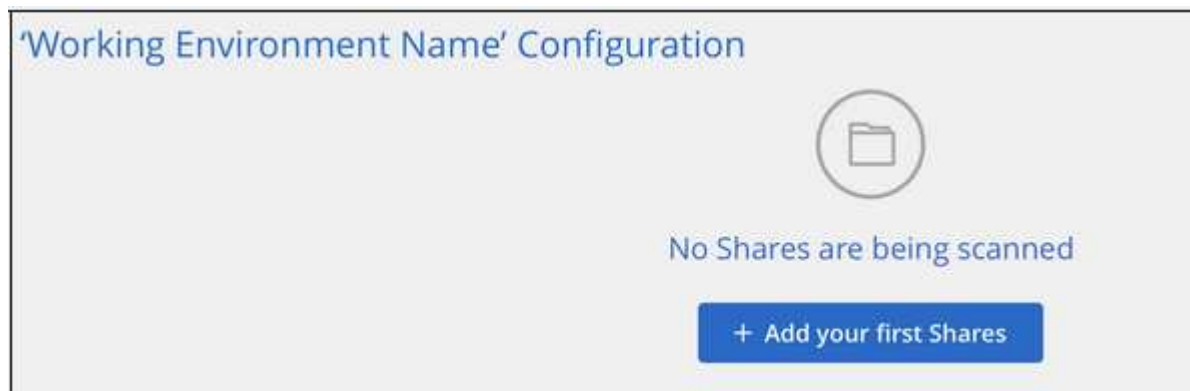 ‘Working Environment Name’ Configuration
No Shares are being scanned
+ Add your first Shares